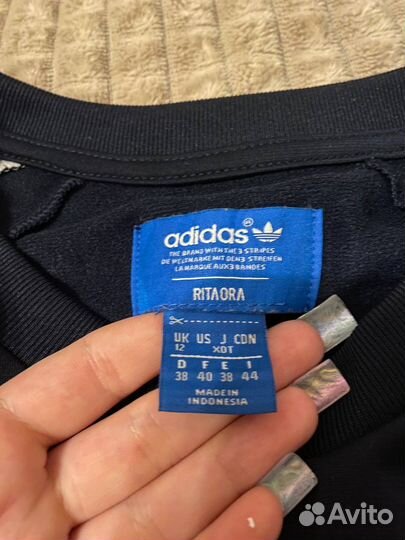 adidas
THE BRAND WITH THE 3 STRIPES
DIE WELTMARKE MIT DEN 3 STREIFEN
LA MARQUE AUX 3 BANDES
RITAORA
UK US J CDN
12 XOT
D F E I
38 40 38 44
MADE IN
INDONESIA
Avito